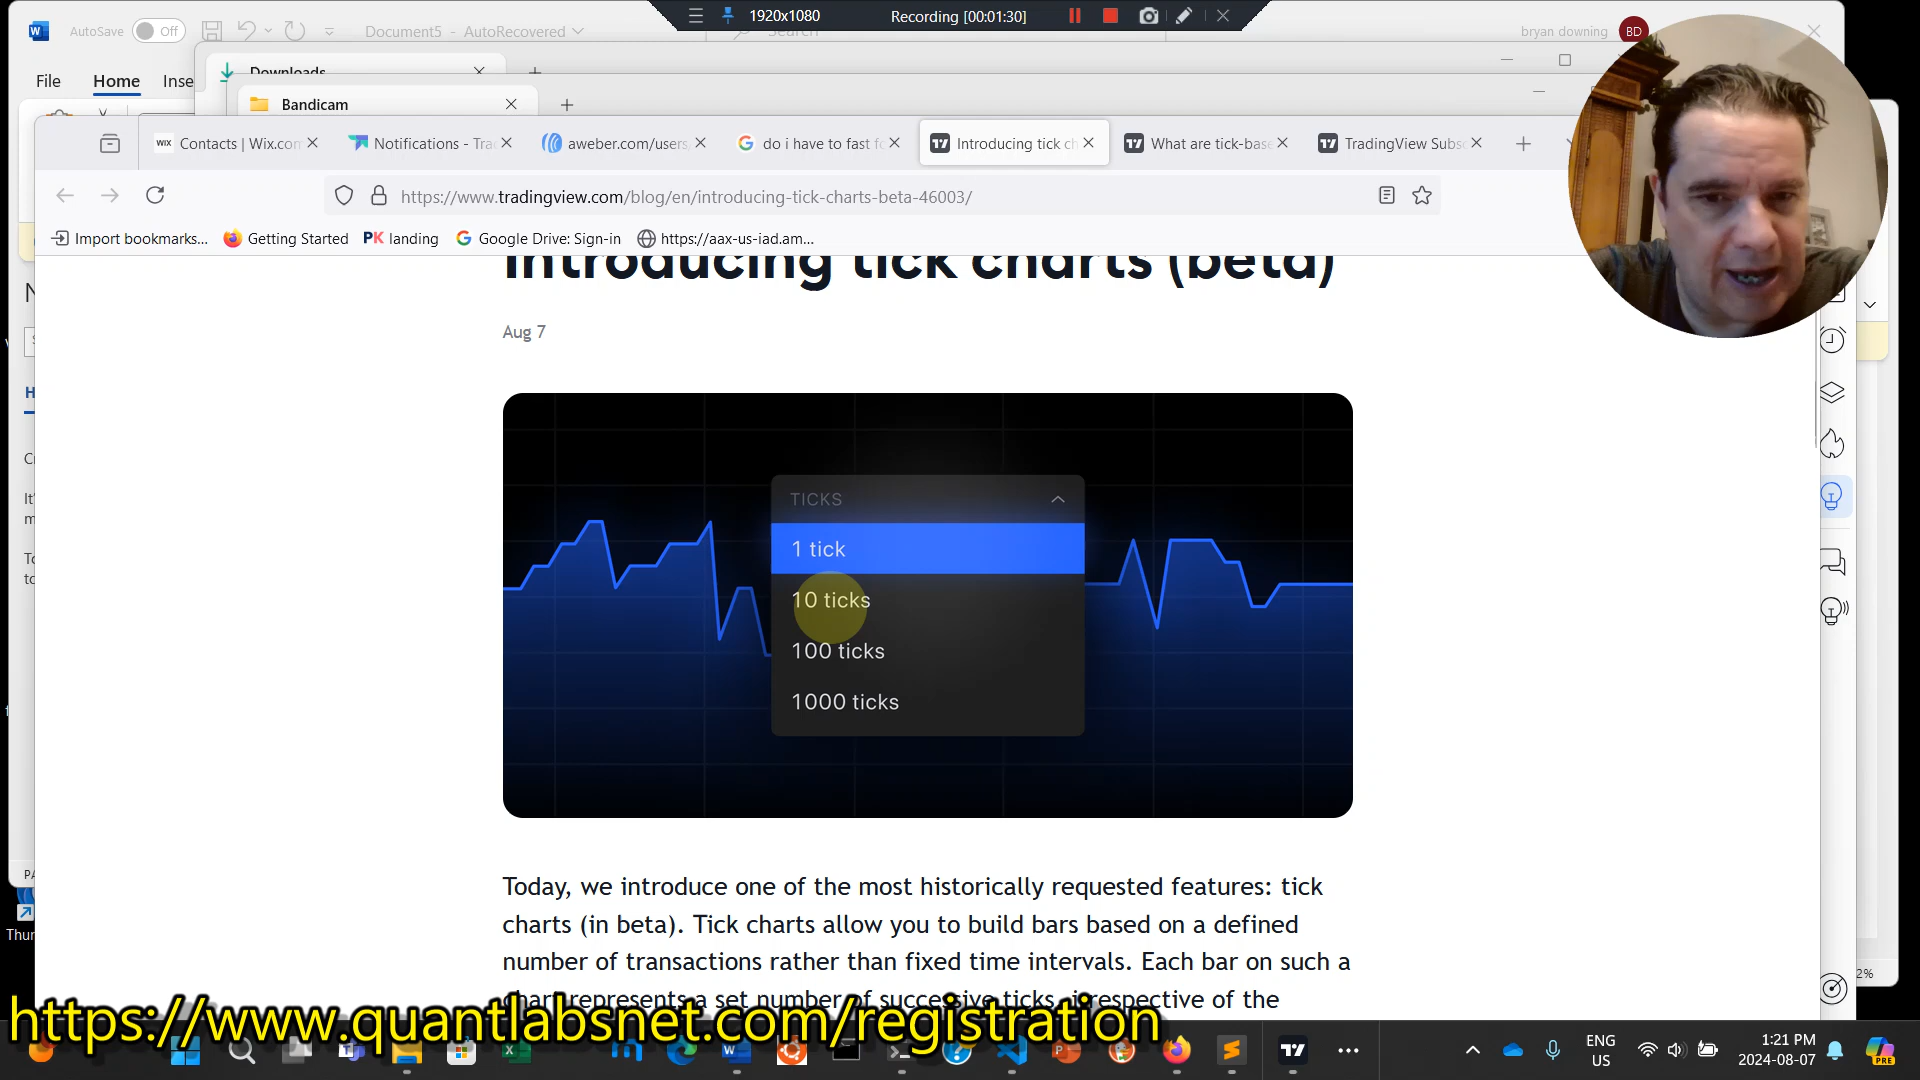 1920x1080
Recording [00:01:30]
AutoSave
Off
Document5 - AutoRecovered
Search
bryan downing
BD
File
Home
Inse
Downloads
Bandicam
Contacts | Wix.com
Notifications - Tra
aweber.com/users
do i have to fast fo
Introducing tick ch
What are tick-base
TradingView Subsc
https://www.tradingview.com/blog/en/introducing-tick-charts-beta-46003/
Import bookmarks...
Getting Started
PK landing
Google Drive: Sign-in
https://aax-us-iad.am...
Introducing tick charts (beta)
Aug 7
TICKS
1 tick
10 ticks
100 ticks
1000 ticks
Today, we introduce one of the most historically requested features: tick
charts (in beta). Tick charts allow you to build bars based on a defined
number of transactions rather than fixed time intervals. Each bar on such a
chart represents a set number of successive ticks, irrespective of the
https://www.quantlabsnet.com/registration
Thun
2%
ENG
US
1:21 PM
2024-08-07
PRE